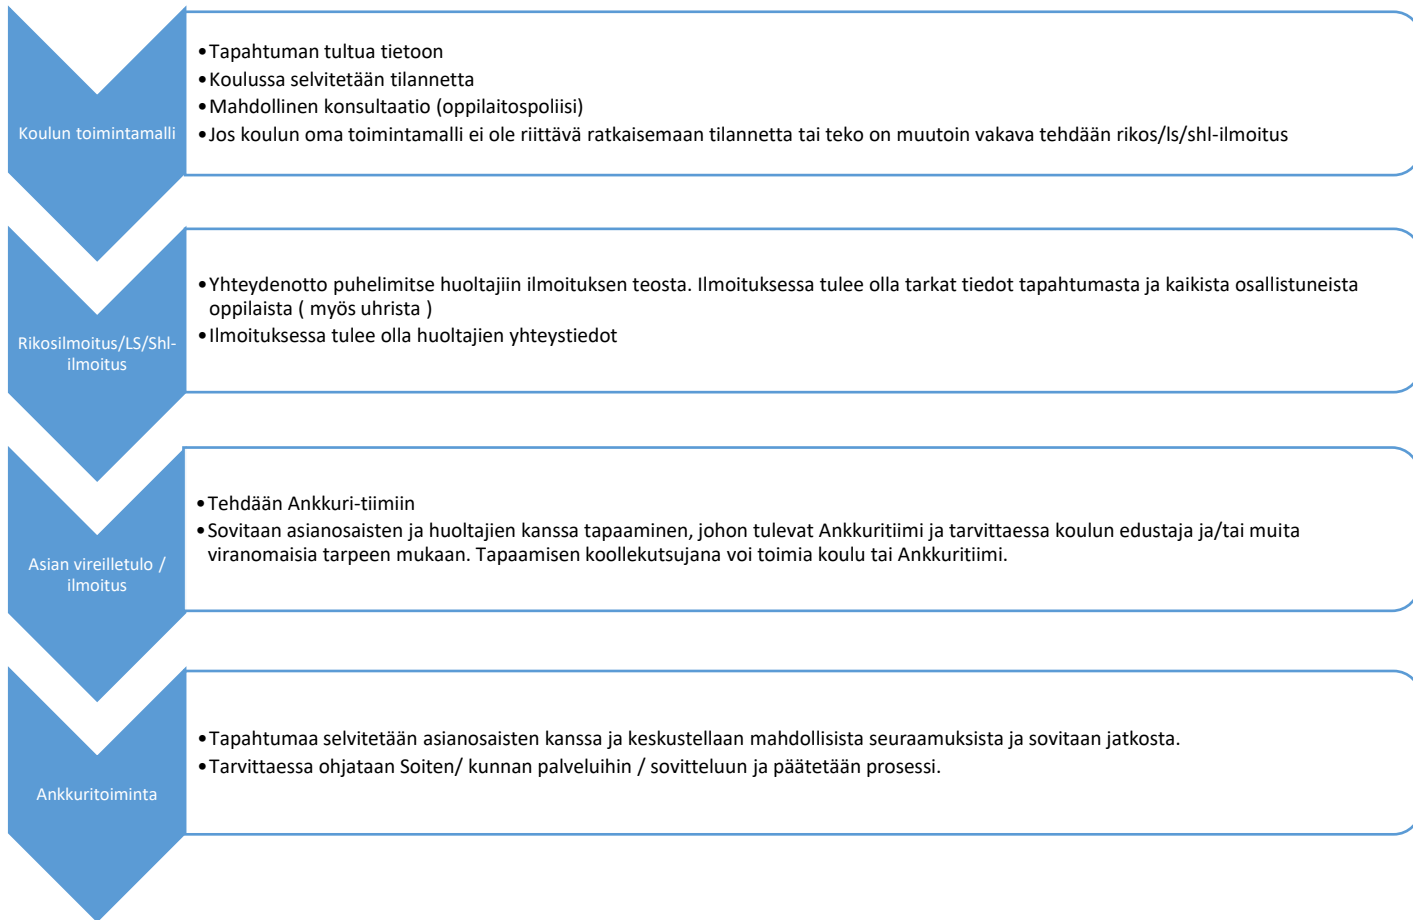 Koulun toimintamalli
•Tapahtuman tultua tietoon
•Koulussa selvitetään tilannetta
•Mahdollinen konsultaatio (oppilaitospoliisi)
•Jos koulun oma toimintamalli ei ole riittävä ratkaisemaan tilannetta tai teko on muutoin vakava tehdään rikos/ls/shl-ilmoitus
Rikosilmoitus/LS/Shl-
ilmoitus
•Yhteydenotto puhelimitse huoltajiin ilmoituksen teosta. Ilmoituksessa tulee olla tarkat tiedot tapahtumasta ja kaikista osallistuneista
oppilaista ( myös uhrista )
•Ilmoituksessa tulee olla huoltajien yhteystiedot
Asian vireilletulo /
ilmoitus
•Tehdään Ankkuri-tiimiin
•Sovitaan asianosaisten ja huoltajien kanssa tapaaminen, johon tulevat Ankkuritiimi ja tarvittaessa koulun edustaja ja/tai muita
viranomaisia tarpeen mukaan. Tapaamisen koollekutsujana voi toimia koulu tai Ankkuritiimi.
Ankkuritoiminta
•Tapahtumaa selvitetään asianosaisten kanssa ja keskustellaan mahdollisista seuraamuksista ja sovitaan jatkosta.
•Tarvittaessa ohjataan Soiten/ kunnan palveluihin / sovitteluun ja päätetään prosessi.